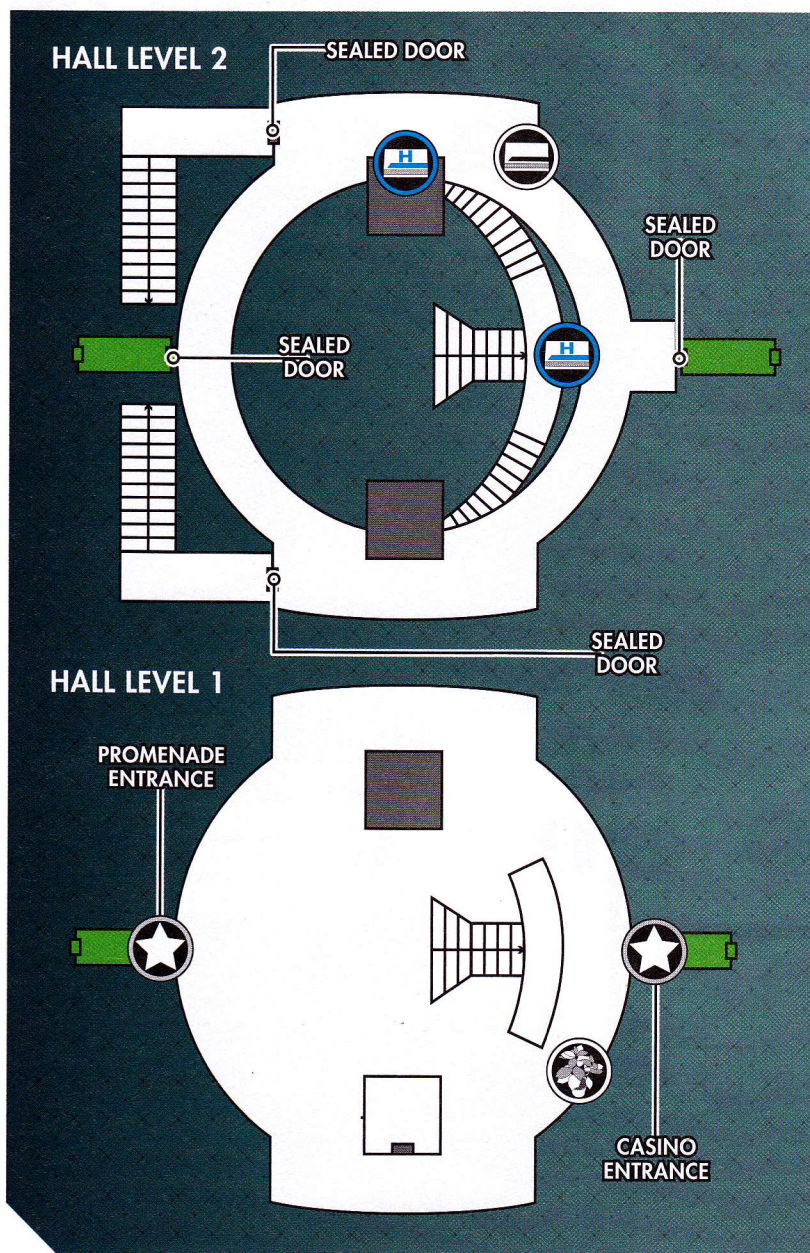 HALL LEVEL 2
SEALED DOOR
H
SEALED
DOOR
SEALED
DOOR
H
SEALED
DOOR
HALL LEVEL 1
PROMENADE
ENTRANCE
CASINO
ENTRANCE